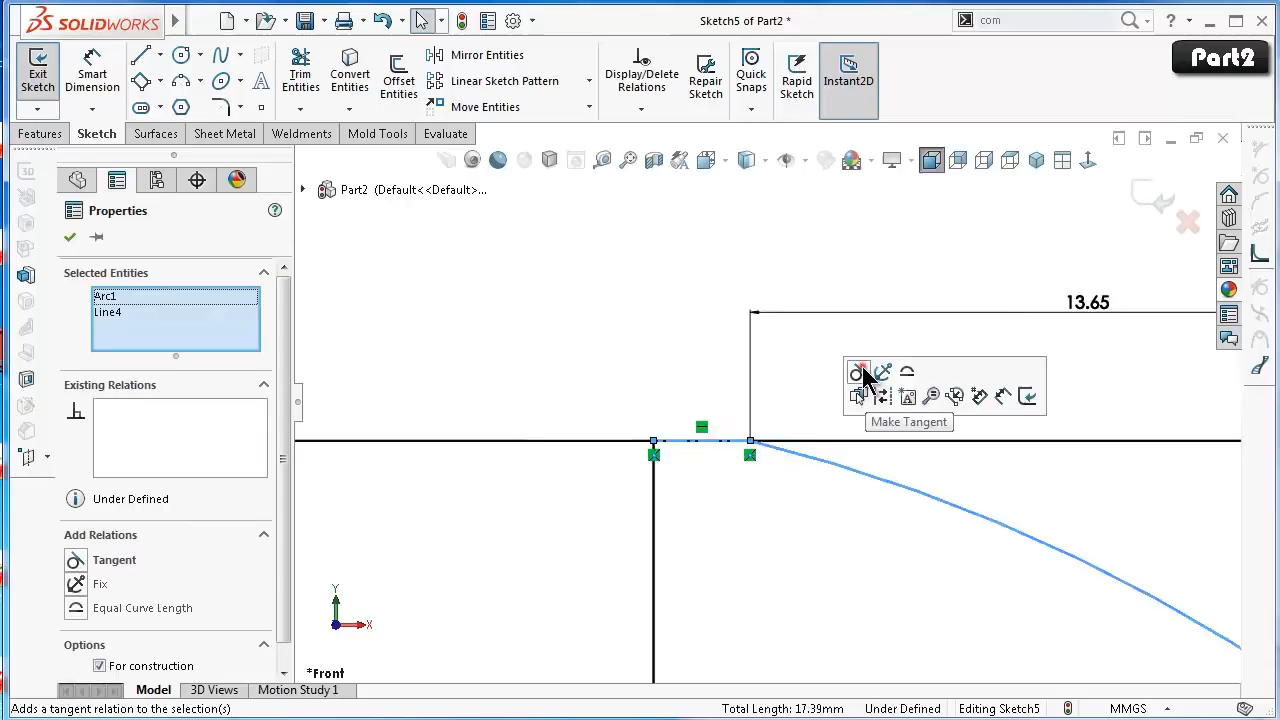 SOLIDWORKS
Sketch5 of Part2 *
com
?
Part2
Exit Sketch
Smart Dimension
Trim Entities
Convert Entities
Offset Entities
Mirror Entities
Linear Sketch Pattern
Move Entities
Display/Delete Relations
Repair Sketch
Quick Snaps
Rapid Sketch
Instant2D
Features
Sketch
Surfaces
Sheet Metal
Weldments
Mold Tools
Evaluate
Part2 (Default<<Default>...
Properties
?
Selected Entities
Arc1
Line4
Existing Relations
Under Defined
Add Relations
Tangent
Fix
Equal Curve Length
Options
For construction
13.65
Make Tangent
Y
X
*Front
Model
3D Views
Motion Study 1
Adds a tangent relation to the selection(s)
Total Length: 17.39mm
Under Defined
Editing Sketch5
MMGS
3D